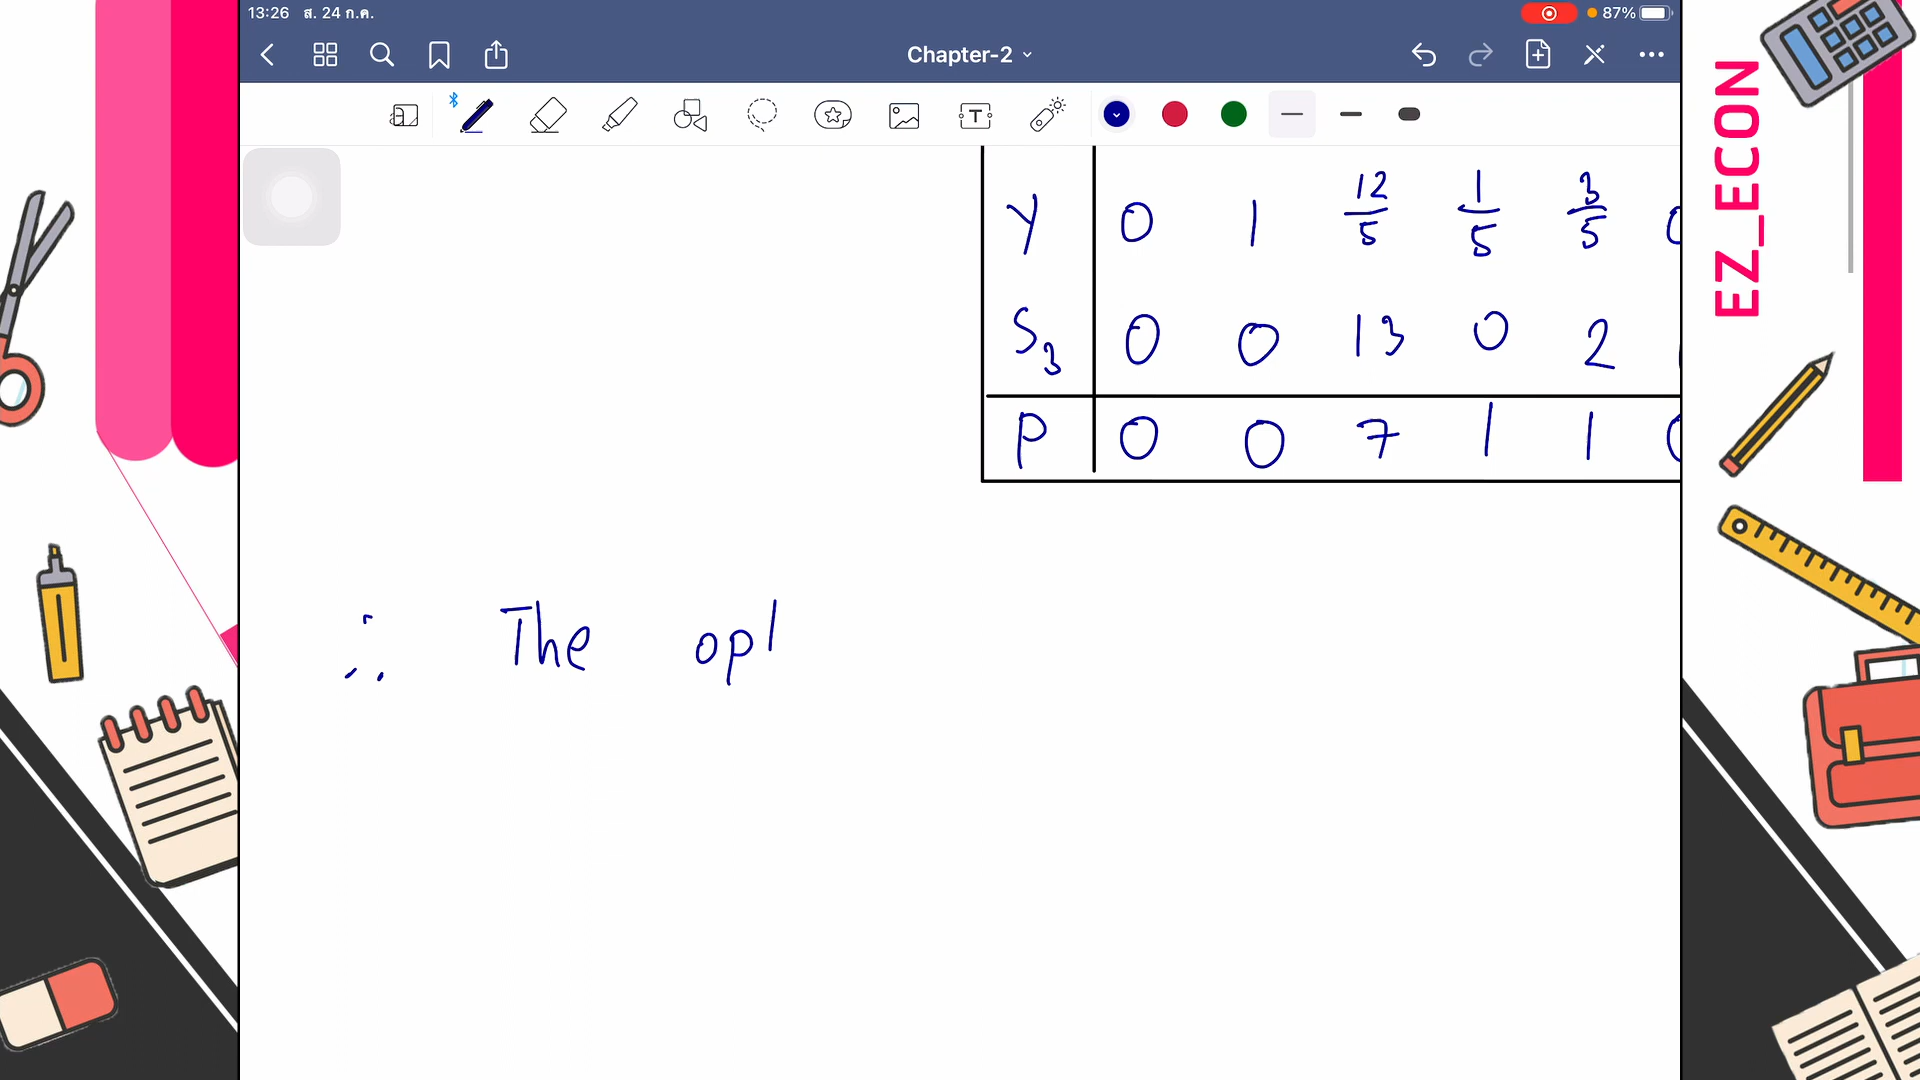 13:26 ส. 24 ก.ค. 87%
Chapter-2
T
EZ_ECON
Y 0 1 12/5 1/5 3/5
S3 0 0 13 0 2
P 0 0 7 1 1
∴ The opl